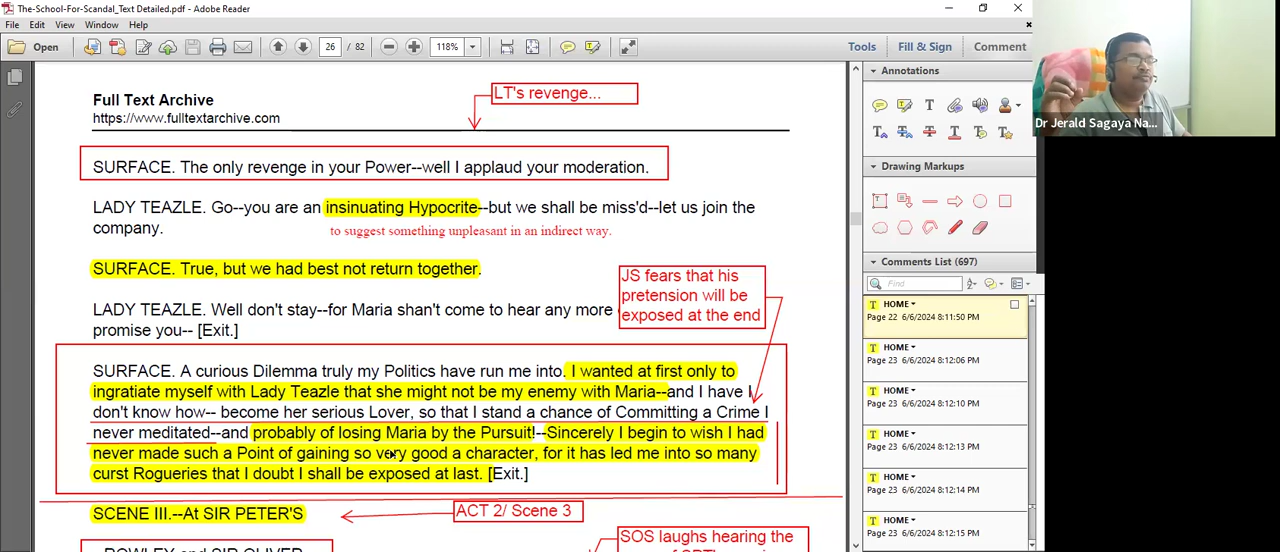 The-School-For-Scandal_Text Detailed.pdf - Adobe Reader
File Edit View Window Help
Open 26 / 82 118% Tools Fill & Sign Comment
LT's revenge...
Full Text Archive
https://www.fulltextarchive.com
SURFACE. The only revenge in your Power--well I applaud your moderation.
LADY TEAZLE. Go--you are an insinuating Hypocrite--but we shall be miss'd--let us join the
company.
to suggest something unpleasant in an indirect way.
SURFACE. True, but we had best not return together.
JS fears that his
pretension will be
exposed at the end
LADY TEAZLE. Well don't stay--for Maria shan't come to hear any more
promise you-- [Exit.]
SURFACE. A curious Dilemma truly my Politics have run me into. I wanted at first only to
ingratiate myself with Lady Teazle that she might not be my enemy with Maria--and I have I
don't know how-- become her serious Lover, so that I stand a chance of Committing a Crime I
never meditated--and probably of losing Maria by the Pursuit!--Sincerely I begin to wish I had
never made such a Point of gaining so very good a character, for it has led me into so many
curst Rogueries that I doubt I shall be exposed at last. [Exit.]
SCENE III.--At SIR PETER'S
ACT 2/ Scene 3
SOS laughs hearing the
ROWLEY and SIR OLIVER
Annotations
Drawing Markups
Comments List (697)
Find
HOME
Page 22 6/6/2024 8:11:50 PM
HOME
Page 23 6/6/2024 8:12:06 PM
HOME
Page 23 6/6/2024 8:12:10 PM
HOME
Page 23 6/6/2024 8:12:13 PM
HOME
Page 23 6/6/2024 8:12:14 PM
HOME
Page 23 6/6/2024 8:12:15 PM
Dr Jerald Sagaya Na...